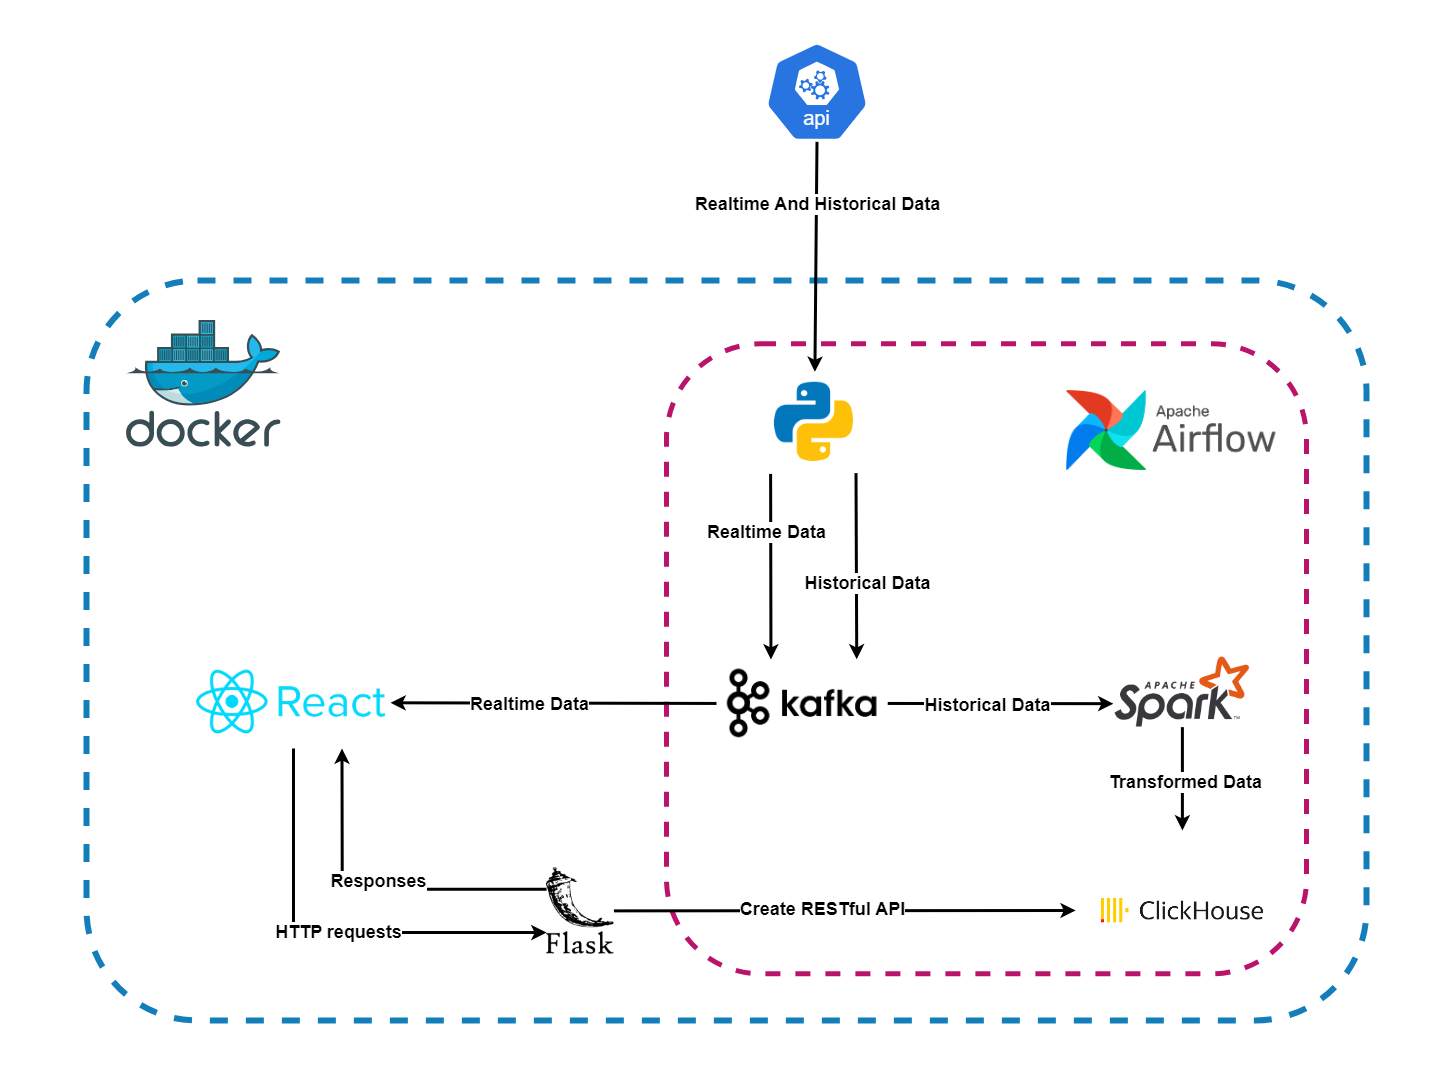 api
Realtime And Historical Data
docker
Apache
Airflow
Realtime Data
Historical Data
React
Realtime Data
kafka
Historical Data
APACHE
Spark™
Transformed Data
Responses
Create RESTful API
ClickHouse
HTTP requests
Flask